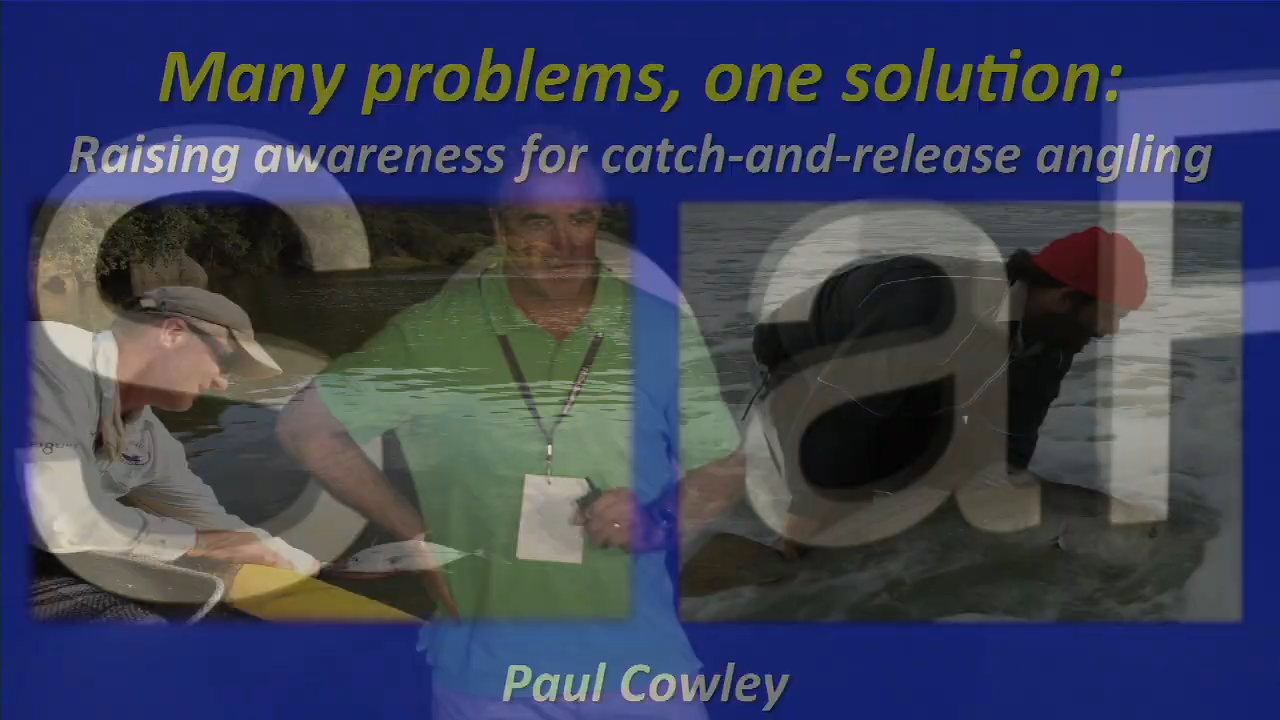 Many problems, one solution:
Raising awareness for catch-and-release angling
Paul Cowley